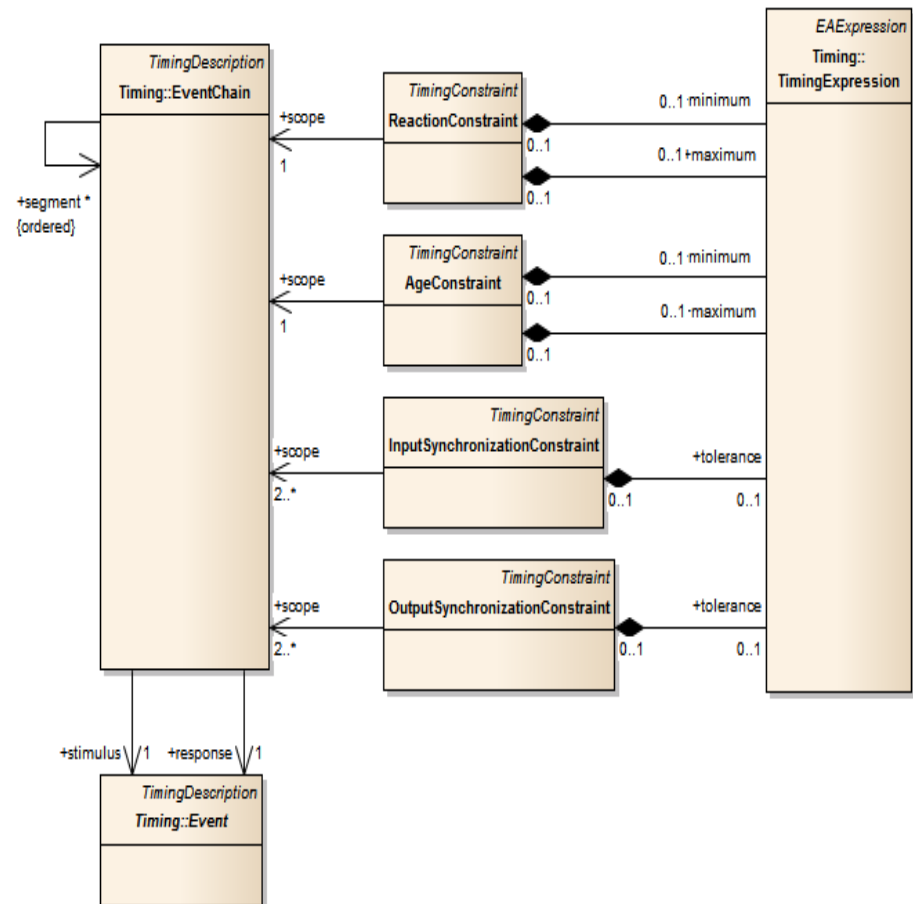 EAExpression
Timing::
TimingExpression
TimingDescription
Timing::EventChain
+segment *
{ordered}
+scope
1
TimingConstraint
ReactionConstraint
0..1 +minimum
0..1
0..1 +maximum
0..1
+scope
1
TimingConstraint
AgeConstraint
0..1 +minimum
0..1
0..1 +maximum
0..1
+scope
2..*
TimingConstraint
InputSynchronizationConstraint
0..1
+tolerance
0..1
+scope
2..*
TimingConstraint
OutputSynchronizationConstraint
0..1
+tolerance
0..1
+stimulus 1
+response 1
TimingDescription
Timing::Event